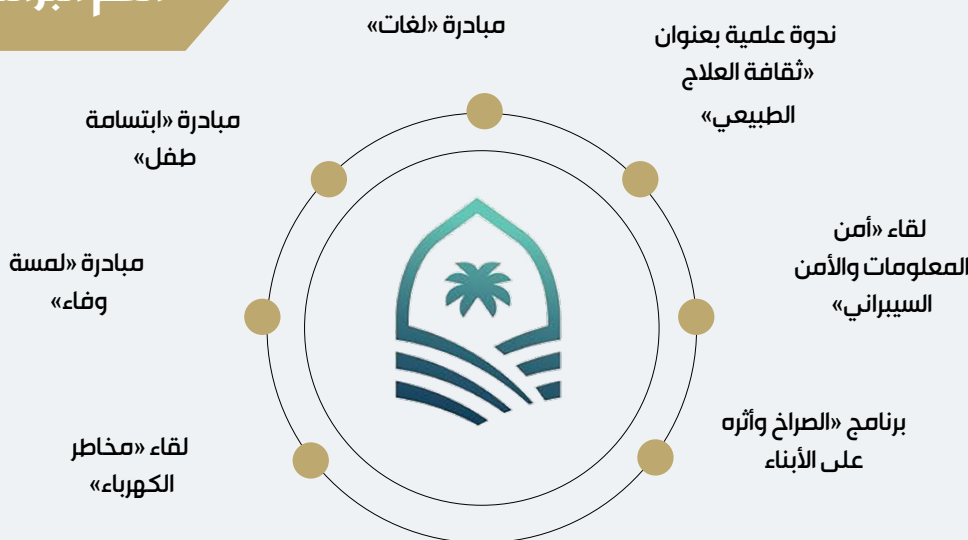 مبادرة «لغات»
ندوة علمية بعنوان
«ثقافة العلاج
الطبيعي»
مبادرة «ابتسامة
طفل»
لقاء «أمن
المعلومات والأمن
السيبراني»
مبادرة «لمسة
وفاء»
برنامج «الصراخ وأثره
على الأبناء
لقاء «مخاطر
الكهرباء»